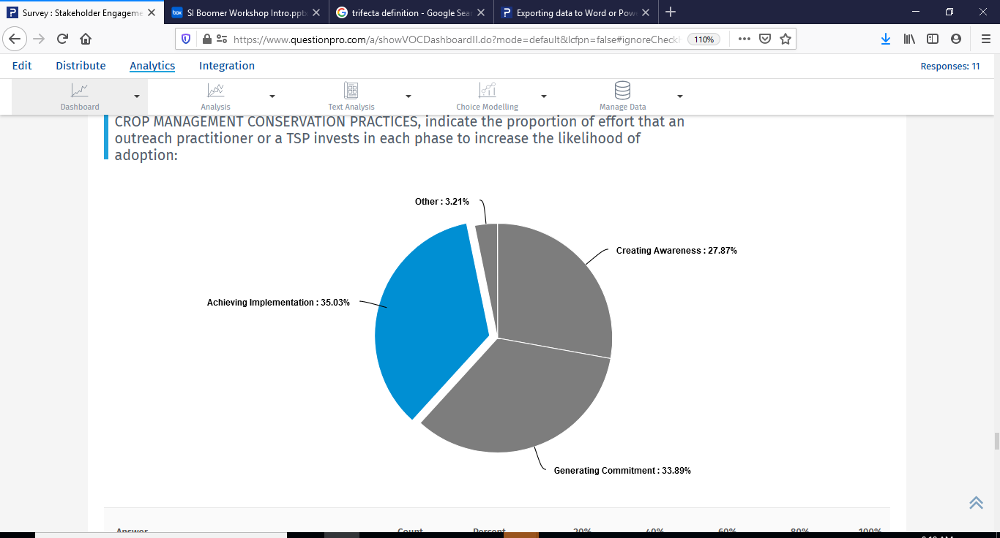 Survey : Stakeholder Engageme
box
SI Boomer Workshop Intro.ppt
trifecta definition - Google Sea
Exporting data to Word or Pow
https://www.questionpro.com/a/showVOCDashboardII.do?mode=default&lcfpn=false#ignoreCheck
110%
Edit
Distribute
Analytics
Integration
Responses: 11
Dashboard
Analysis
Text Analysis
Choice Modelling
Manage Data
CROP MANAGEMENT CONSERVATION PRACTICES, indicate the proportion of effort that an
outreach practitioner or a TSP invests in each phase to increase the likelihood of
adoption:
Other : 3.21%
Creating Awareness : 27.87%
Achieving Implementation : 35.03%
Generating Commitment : 33.89%
Answer
Count
Percent
20%
40%
60%
80%
100%